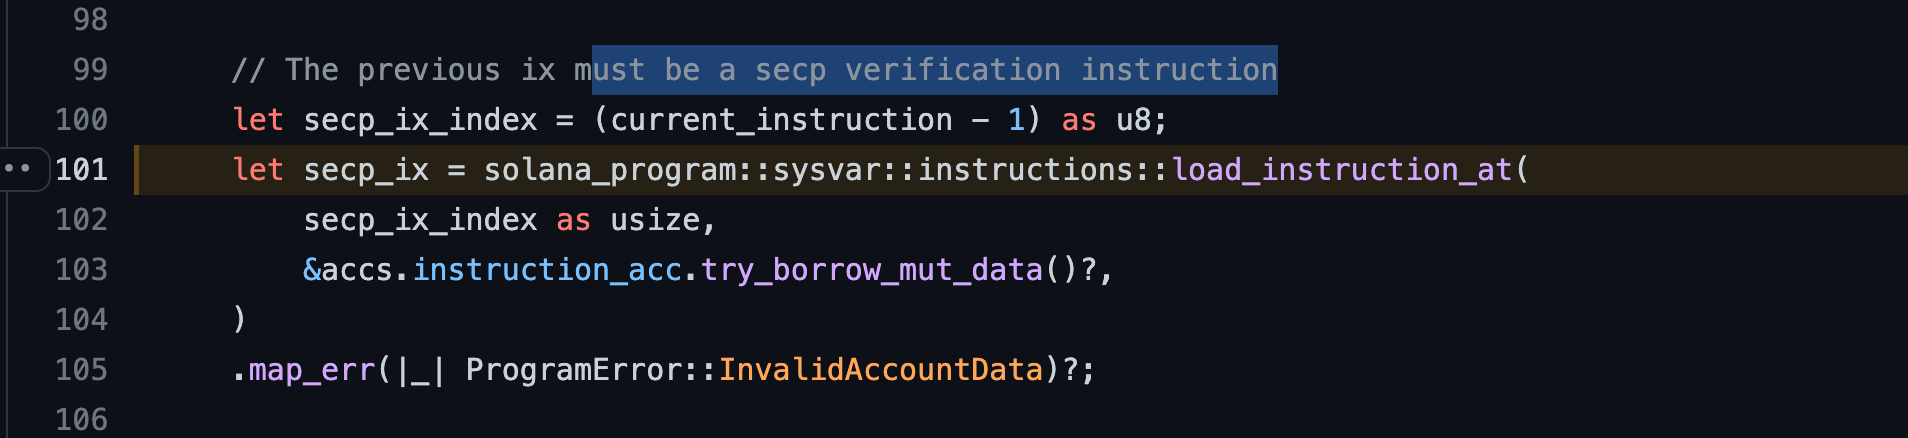 98
99 // The previous ix must be a secp verification instruction
100 let secp_ix_index = (current_instruction - 1) as u8;
101 let secp_ix = solana_program::sysvar::instructions::load_instruction_at(
102 secp_ix_index as usize,
103 &accs.instruction_acc.try_borrow_mut_data()?,
104 )
105 .map_err(|_| ProgramError::InvalidAccountData)?;
106